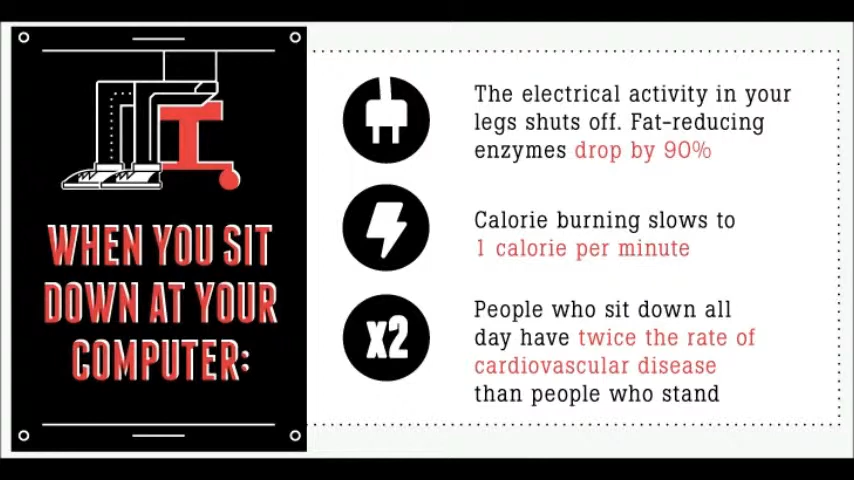 WHEN YOU SIT
DOWN AT YOUR
COMPUTER:
The electrical activity in your
legs shuts off. Fat-reducing
enzymes drop by 90%
Calorie burning slows to
1 calorie per minute
x2
People who sit down all
day have twice the rate of
cardiovascular disease
than people who stand